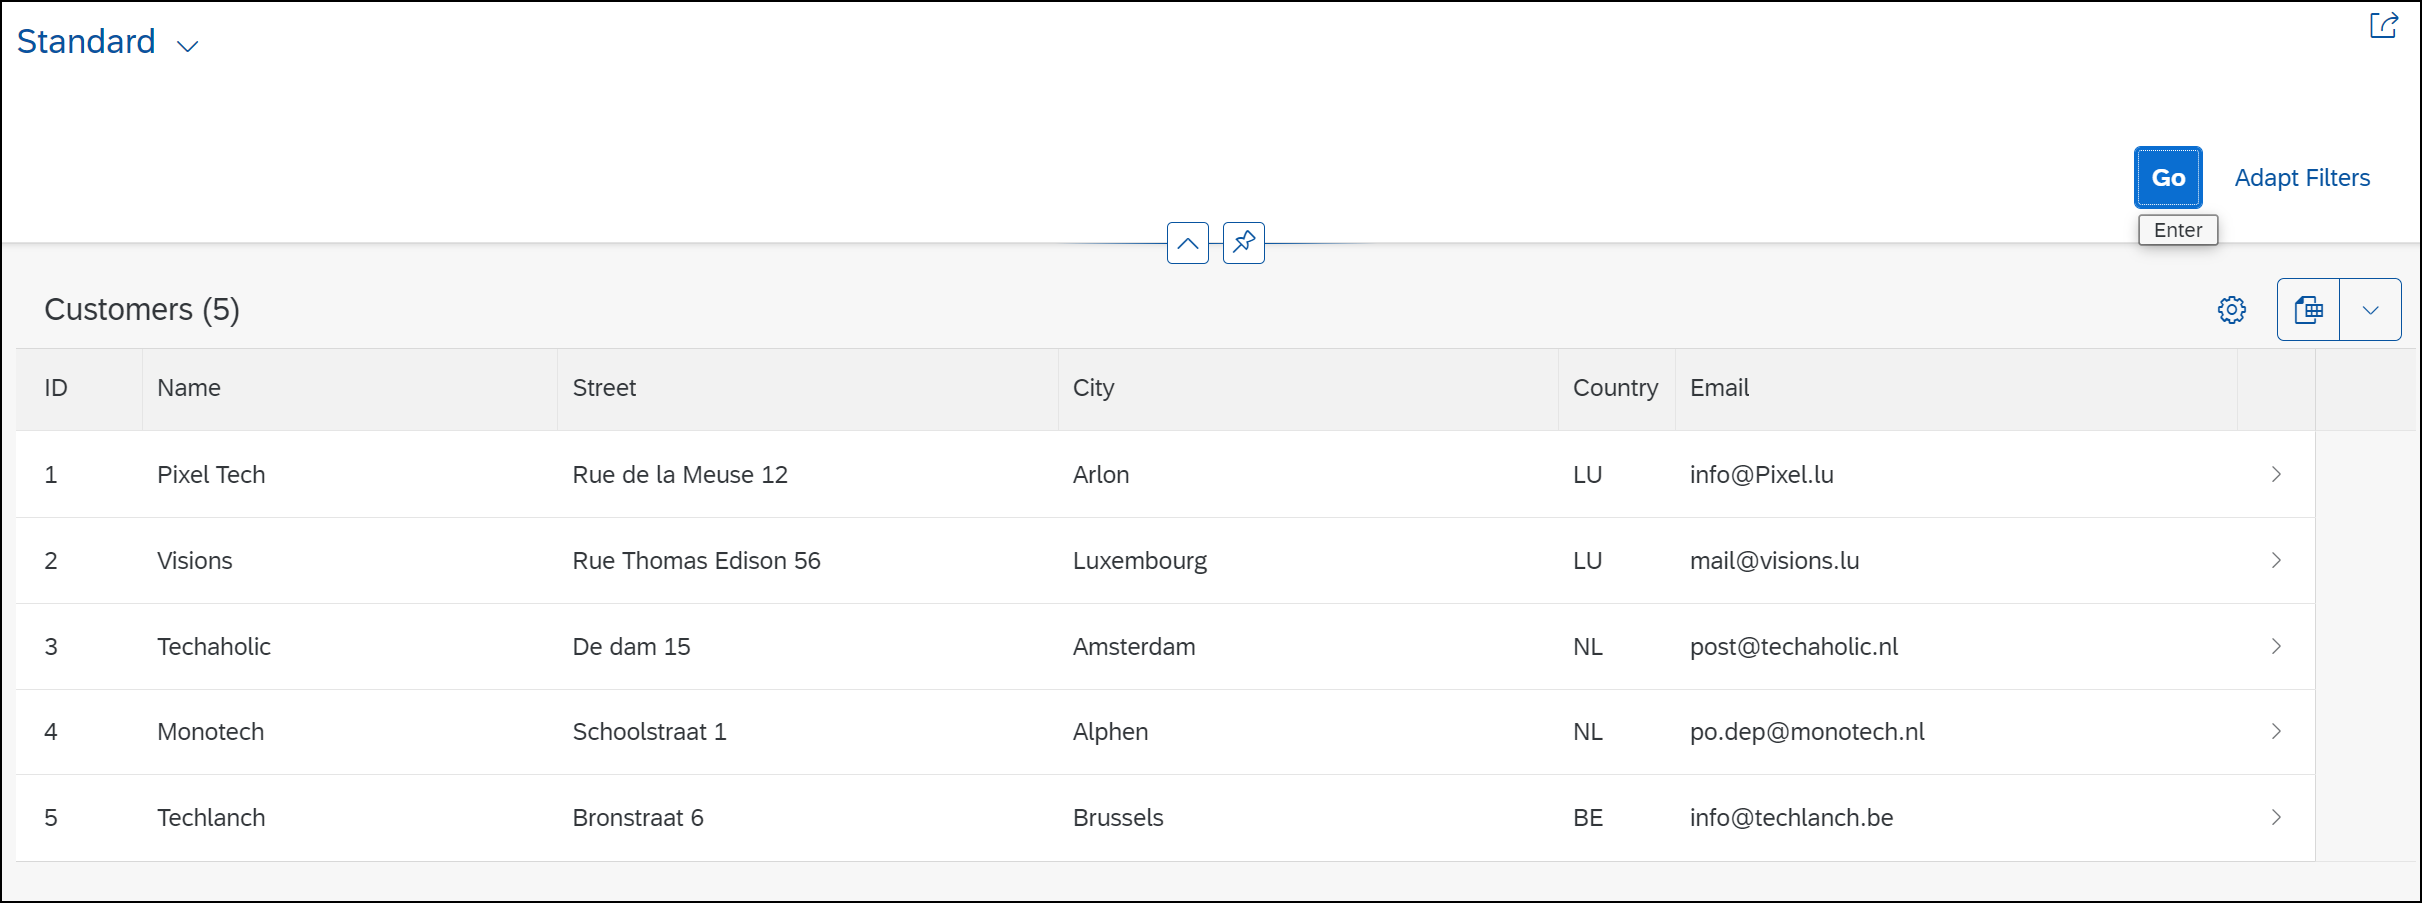 Standard
Go Adapt Filters
Enter
Customers (5)
ID Name Street City Country Email
1 Pixel Tech Rue de la Meuse 12 Arlon LU info@Pixel.lu
2 Visions Rue Thomas Edison 56 Luxembourg LU mail@visions.lu
3 Techaholic De dam 15 Amsterdam NL post@techaholic.nl
4 Monotech Schoolstraat 1 Alphen NL po.dep@monotech.nl
5 Techlanch Bronstraat 6 Brussels BE info@techlanch.be